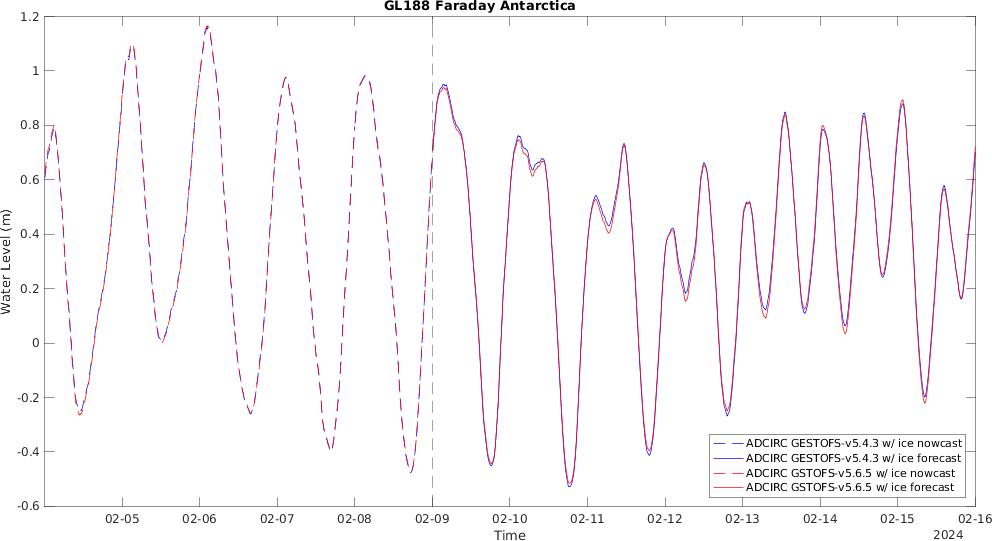 GL188 Faraday Antarctica
Water Level (m)
1.2
1
0.8
0.6
0.4
0.2
0
-0.2
-0.4
-0.6
ADCIRC GESTOFS-v5.4.3 w/ ice nowcast
ADCIRC GESTOFS-v5.4.3 w/ ice forecast
ADCIRC GSTOFS-v5.6.5 w/ ice nowcast
ADCIRC GSTOFS-v5.6.5 w/ ice forecast
02-05 02-06 02-07 02-08 02-09 02-10 02-11 02-12 02-13 02-14 02-15 02-16
Time
2024